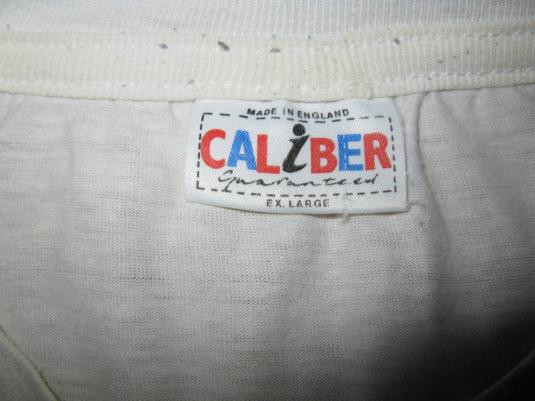 MADE IN ENGLAND
CALiBER
Guaranteed
EX. LARGE